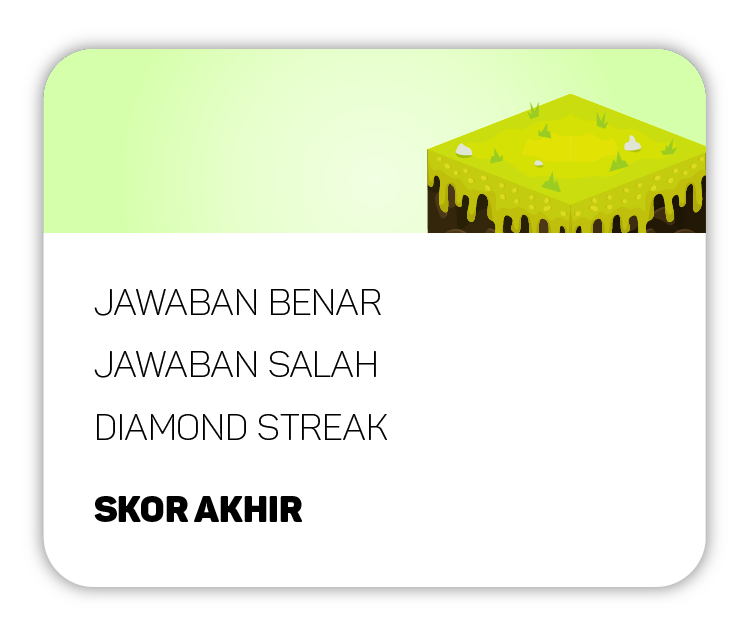 JAWABAN BENAR
JAWABAN SALAH
DIAMOND STREAK
SKOR AKHIR